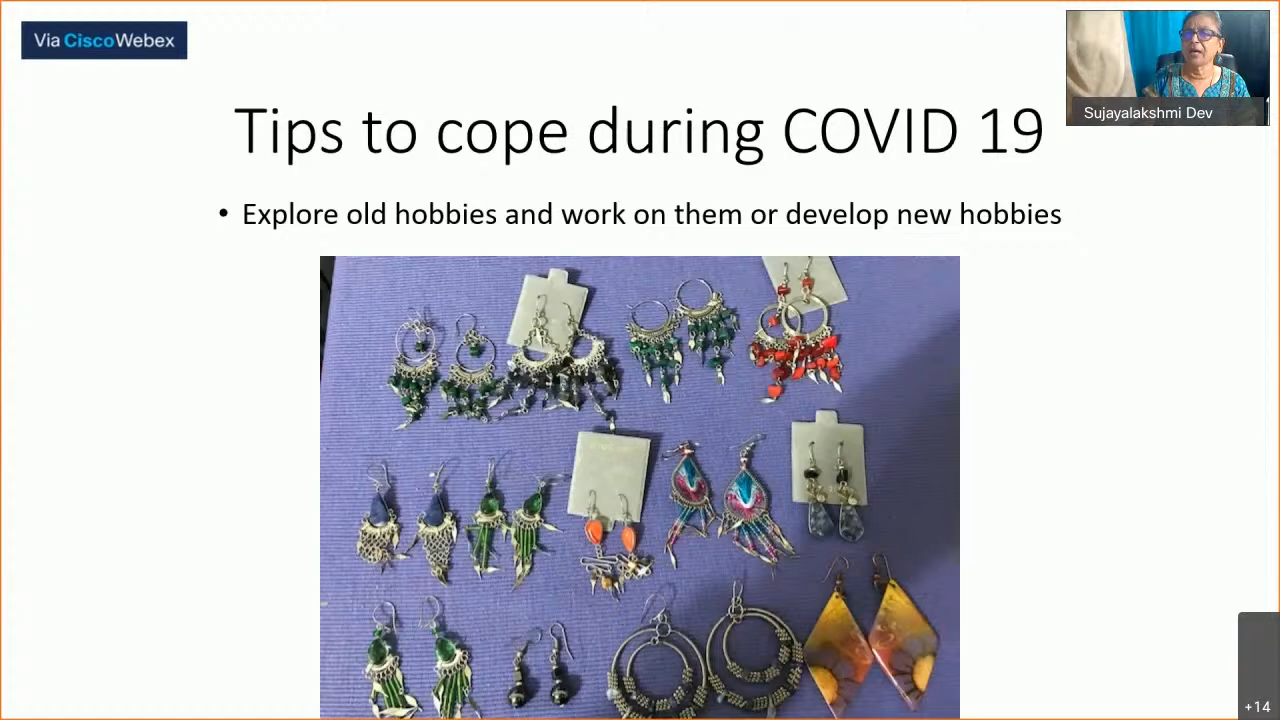 Via CiscoWebex
Sujayalakshmi Dev
Tips to cope during COVID 19
• Explore old hobbies and work on them or develop new hobbies
+14